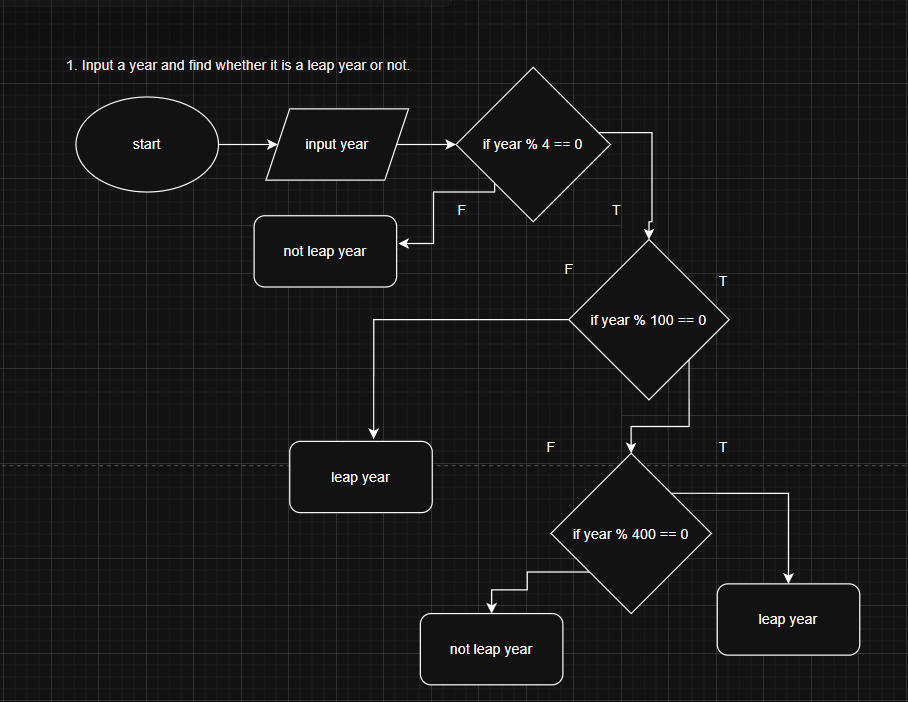 1. Input a year and find whether it is a leap year or not.
start
input year
if year % 4 == 0
F
T
not leap year
F
T
if year % 100 == 0
F
T
leap year
if year % 400 == 0
leap year
not leap year